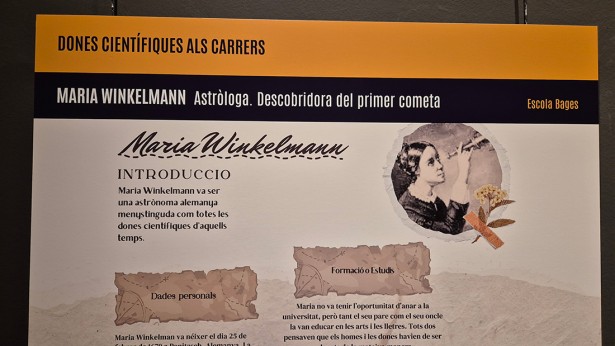 DONES CIENTÍFIQUES ALS CARRERS
MARIA WINKELMANN Astròloga. Descobridora del primer cometa
Escola Bages
Maria Winkelmann
INTRODUCCIO
Maria Winkelmann va ser
una astrònoma alemanya
menystinguda com totes les
dones científiques d'aquells
temps.
Dades personals
Maria Winkelman va néixer el dia 25 de
Formació o Estudis
Maria no va tenir l'oportunitat d'anar a la
universitat, però tant el seu pare com el seu oncle
la van educar en les arts i les lletres. Tots dos
pensaven que els homes i les dones havien de ser